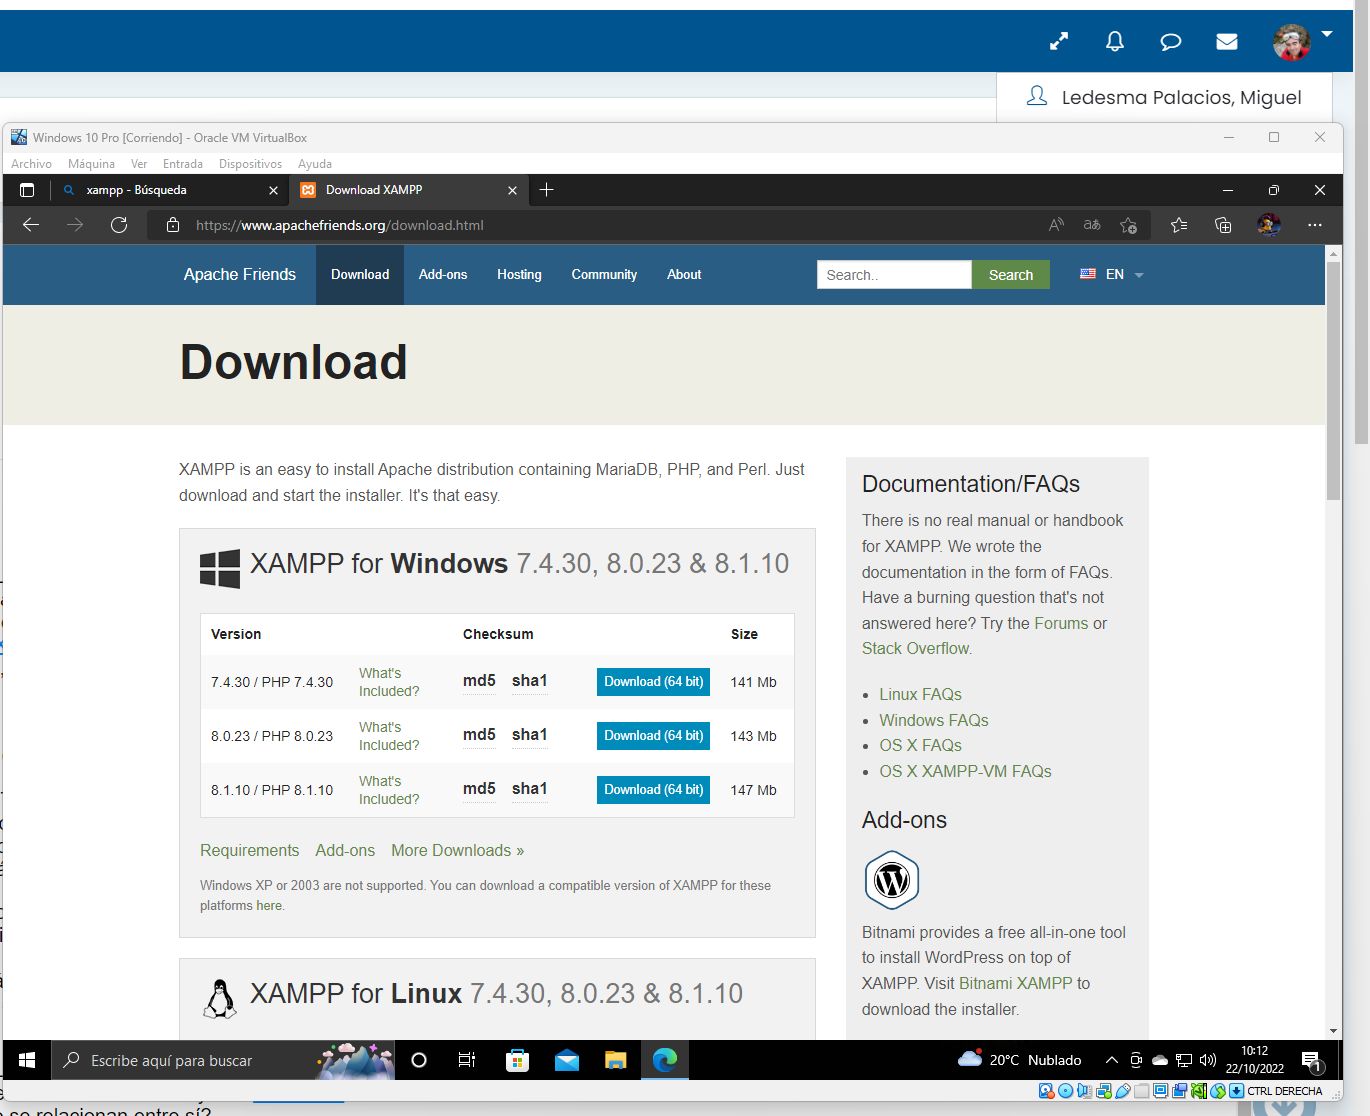 Ledesma Palacios, Miguel
Windows 10 Pro [Corriendo] - Oracle VM VirtualBox
Archivo Máquina Ver Entrada Dispositivos Ayuda
xampp - Búsqueda
Download XAMPP
https://www.apachefriends.org/download.html
Apache Friends Download Add-ons Hosting Community About Search.. Search EN
Download
XAMPP is an easy to install Apache distribution containing MariaDB, PHP, and Perl. Just
download and start the installer. It's that easy.
XAMPP for Windows 7.4.30, 8.0.23 & 8.1.10
Version Checksum Size
7.4.30 / PHP 7.4.30 What's Included? md5 sha1 Download (64 bit) 141 Mb
8.0.23 / PHP 8.0.23 What's Included? md5 sha1 Download (64 bit) 143 Mb
8.1.10 / PHP 8.1.10 What's Included? md5 sha1 Download (64 bit) 147 Mb
Requirements Add-ons More Downloads »
Windows XP or 2003 are not supported. You can download a compatible version of XAMPP for these
platforms here.
XAMPP for Linux 7.4.30, 8.0.23 & 8.1.10
Documentation/FAQs
There is no real manual or handbook
for XAMPP. We wrote the
documentation in the form of FAQs.
Have a burning question that's not
answered here? Try the Forums or
Stack Overflow.
Linux FAQs
Windows FAQs
OS X FAQs
OS X XAMPP-VM FAQs
Add-ons
Bitnami provides a free all-in-one tool
to install WordPress on top of
XAMPP. Visit Bitnami XAMPP to
download the installer.
Escribe aquí para buscar
20°C Nublado
10:12
22/10/2022
1
CTRL DERECHA
se relacionan entre sí?